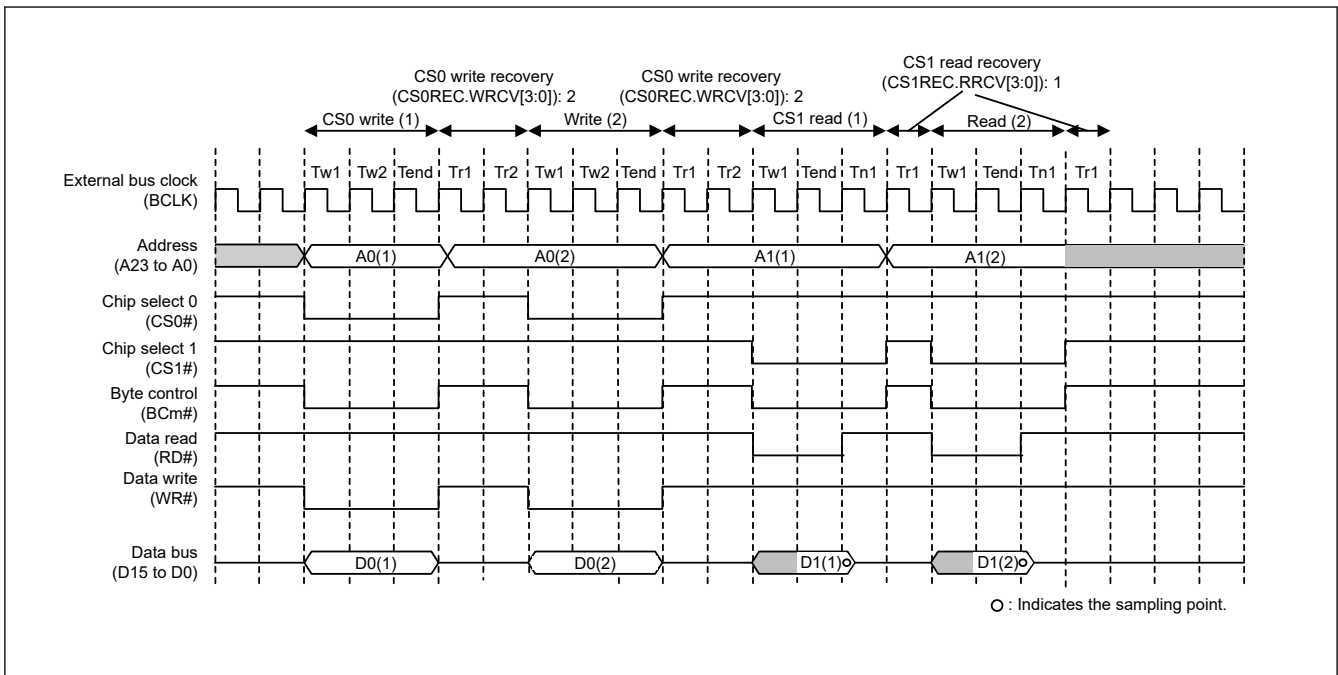 CS0 write recovery
(CS0REC.WRCV[3:0]): 2
CS0 write recovery
(CS0REC.WRCV[3:0]): 2
CS1 read recovery
(CS1REC.RRCV[3:0]): 1
CS0 write (1)
Write (2)
CS1 read (1)
Read (2)
External bus clock
(BCLK)
Tw1 Tw2 Tend Tr1 Tr2 Tw1 Tw2 Tend Tr1 Tr2 Tw1 Tend Tn1 Tr1 Tw1 Tend Tn1 Tr1
Address
(A23 to A0)
A0(1) A0(2) A1(1) A1(2)
Chip select 0
(CS0#)
Chip select 1
(CS1#)
Byte control
(BCm#)
Data read
(RD#)
Data write
(WR#)
Data bus
(D15 to D0)
D0(1) D0(2) D1(1) D1(2)
: Indicates the sampling point.